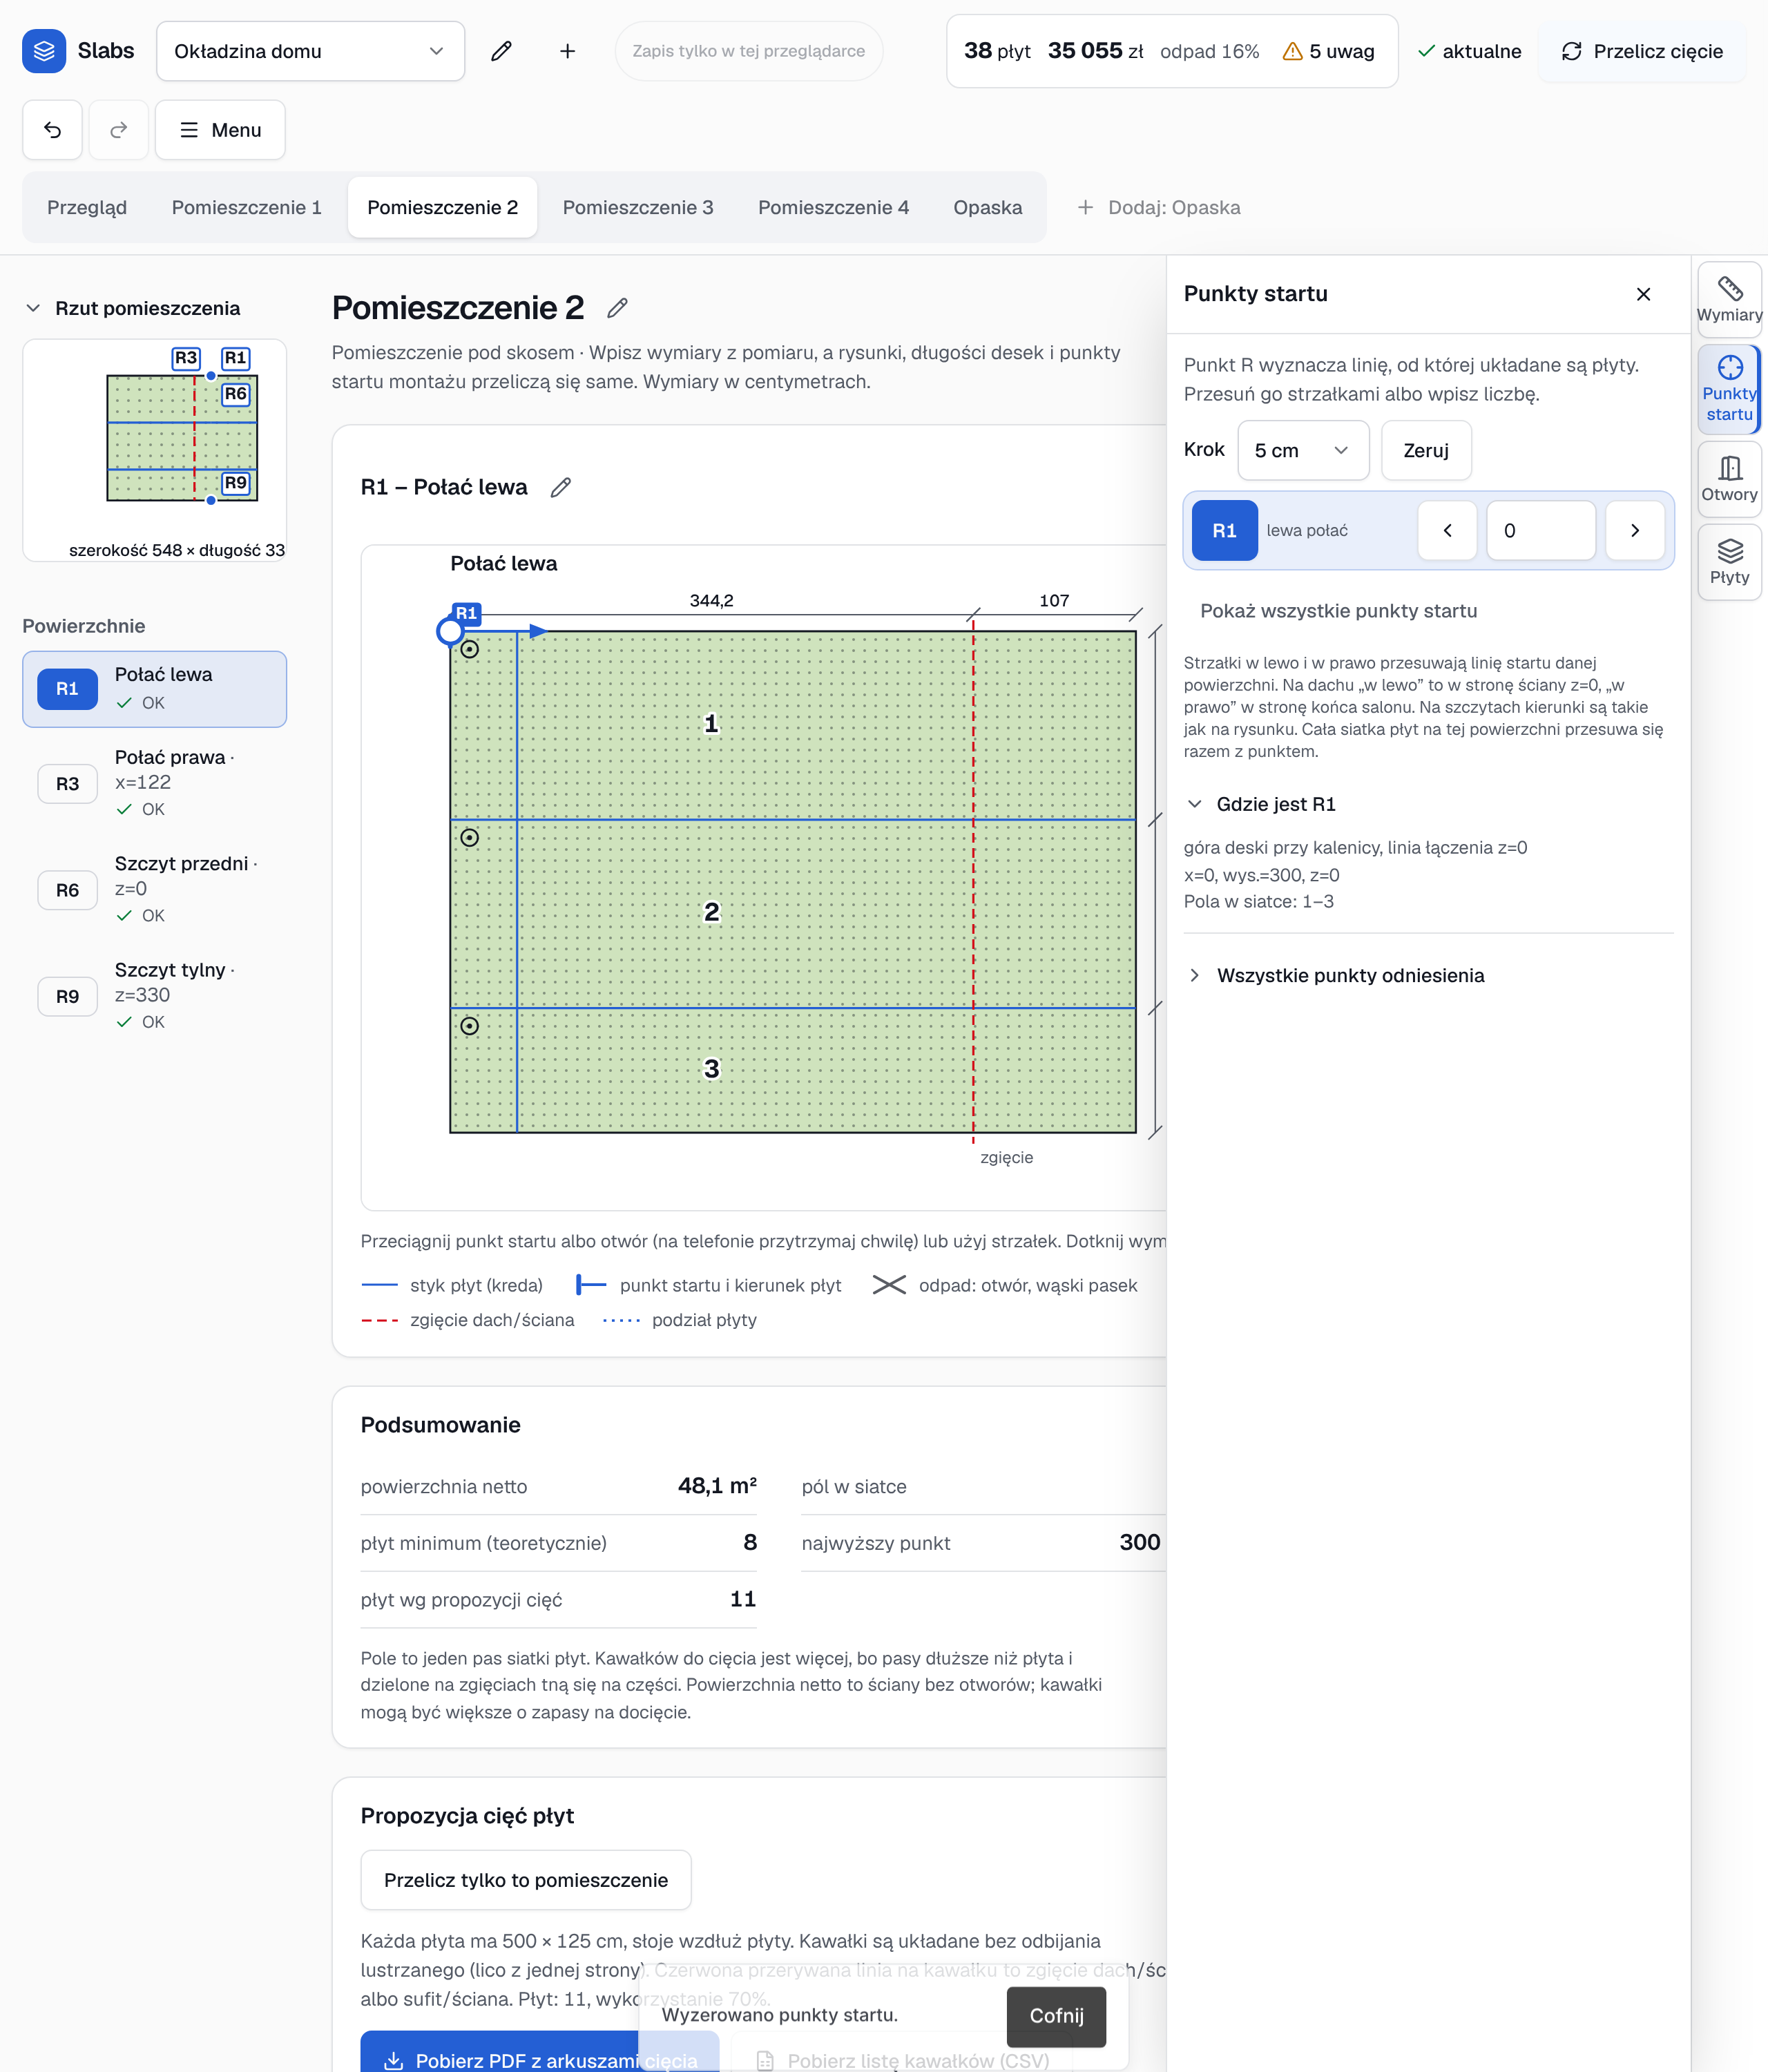 Slabs
Okładzina domu
Zapis tylko w tej przeglądarce
38 płyt 35 055 zł odpad 16% 5 uwag
aktualne
Przelicz cięcie
Menu
Przegląd
Pomieszczenie 1
Pomieszczenie 2
Pomieszczenie 3
Pomieszczenie 4
Opaska
Dodaj: Opaska
Rzut pomieszczenia
R3
R1
R6
R9
szerokość 548 × długość 33
Powierzchnie
R1
Połać lewa
OK
R3
Połać prawa ·
x=122
OK
R6
Szczyt przedni ·
z=0
OK
R9
Szczyt tylny ·
z=330
OK
Pomieszczenie 2
Pomieszczenie pod skosem · Wpisz wymiary z pomiaru, a rysunki, długości desek i punkty
startu montażu przeliczą się same. Wymiary w centymetrach.
R1 – Połać lewa
Połać lewa
344,2
107
R1
1
2
3
zgięcie
Przeciągnij punkt startu albo otwór (na telefonie przytrzymaj chwilę) lub użyj strzałek. Dotknij wym
styk płyt (kreda)
punkt startu i kierunek płyt
odpad: otwór, wąski pasek
zgięcie dach/ściana
podział płyty
Podsumowanie
powierzchnia netto
48,1 m²
pól w siatce
płyt minimum (teoretycznie)
8
najwyższy punkt
300
płyt wg propozycji cięć
11
Pole to jeden pas siatki płyt. Kawałków do cięcia jest więcej, bo pasy dłuższe niż płyta i
dzielone na zgięciach tną się na części. Powierzchnia netto to ściany bez otworów; kawałki
mogą być większe o zapasy na docięcie.
Propozycja cięć płyt
Przelicz tylko to pomieszczenie
Każda płyta ma 500 × 125 cm, słoje wzdłuż płyty. Kawałki są układane bez odbijania
lustrzanego (lico z jednej strony). Czerwona przerywana linia na kawałku to zgięcie dach/śc
albo sufit/ściana. Płyt: 11, wykorzystanie 70%.
Wyzerowano punkty startu.
Cofnij
Pobierz PDF z arkuszami cięcia
Pobierz listę kawałków (CSV)
Punkty startu
Punkt R wyznacza linię, od której układane są płyty.
Przesuń go strzałkami albo wpisz liczbę.
Krok
5 cm
Zeruj
R1
lewa połać
0
Pokaż wszystkie punkty startu
Strzałki w lewo i w prawo przesuwają linię startu danej
powierzchni. Na dachu „w lewo” to w stronę ściany z=0, „w
prawo” w stronę końca salonu. Na szczytach kierunki są takie
jak na rysunku. Cała siatka płyt na tej powierzchni przesuwa się
razem z punktem.
Gdzie jest R1
góra deski przy kalenicy, linia łączenia z=0
x=0, wys.=300, z=0
Pola w siatce: 1–3
Wszystkie punkty odniesienia
Wymiary
Punkty
startu
Otwory
Płyty